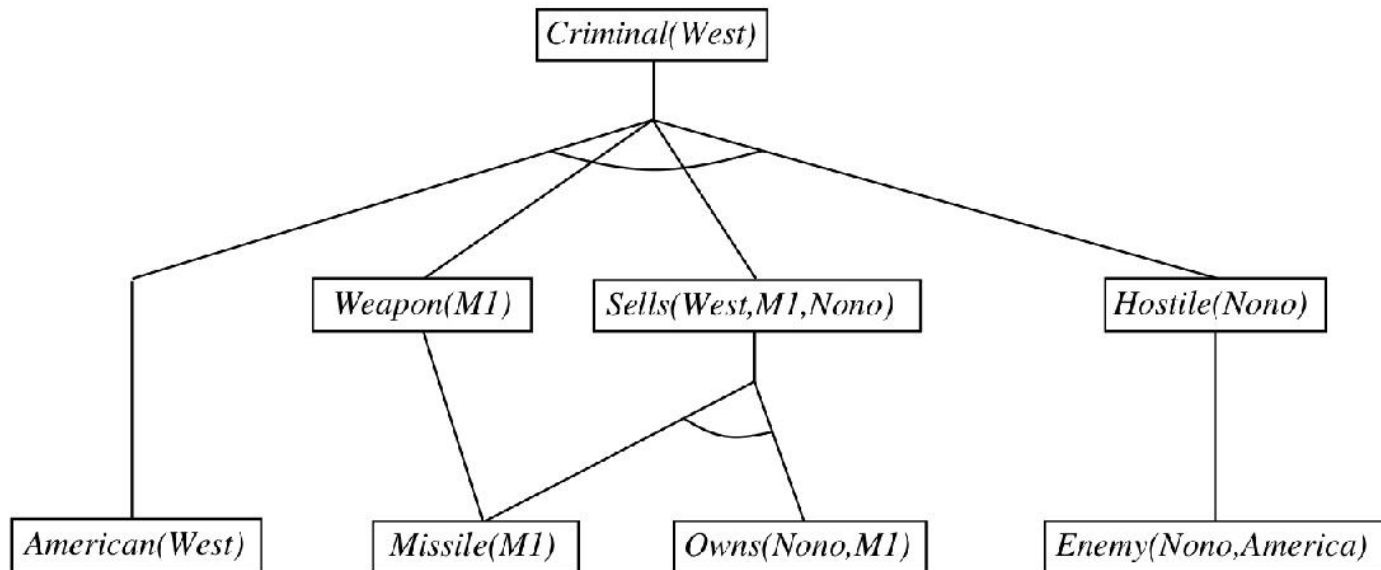 Criminal(West)
Weapon(M1)
Sells(West,M1,Nono)
Hostile(Nono)
American(West)
Missile(M1)
Owns(Nono,M1)
Enemy(Nono,America)